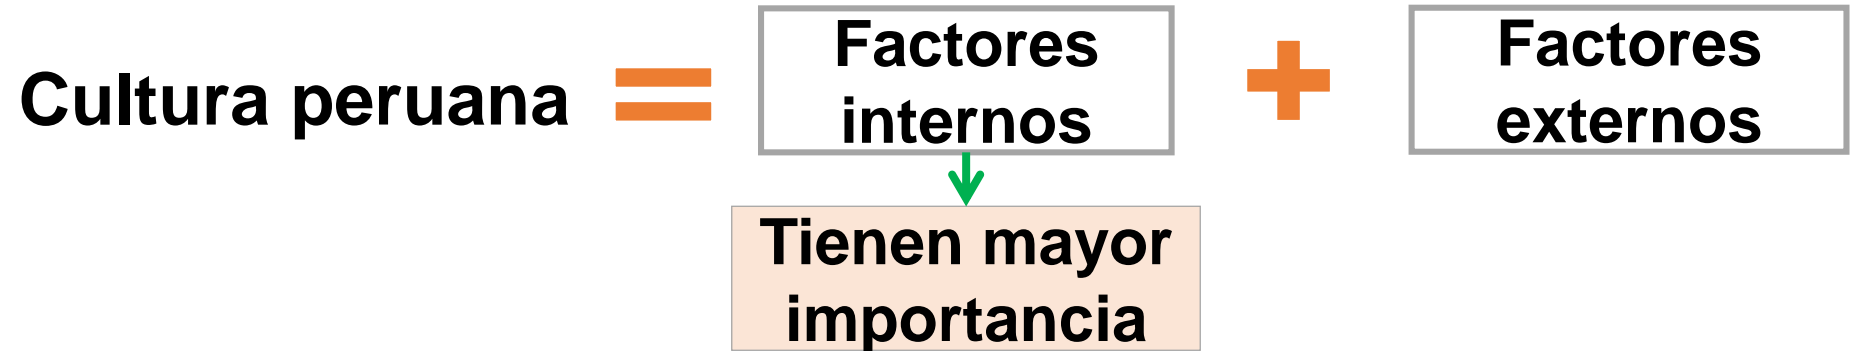 Cultura peruana = Factores + Factores
internos externos
Tienen mayor
importancia